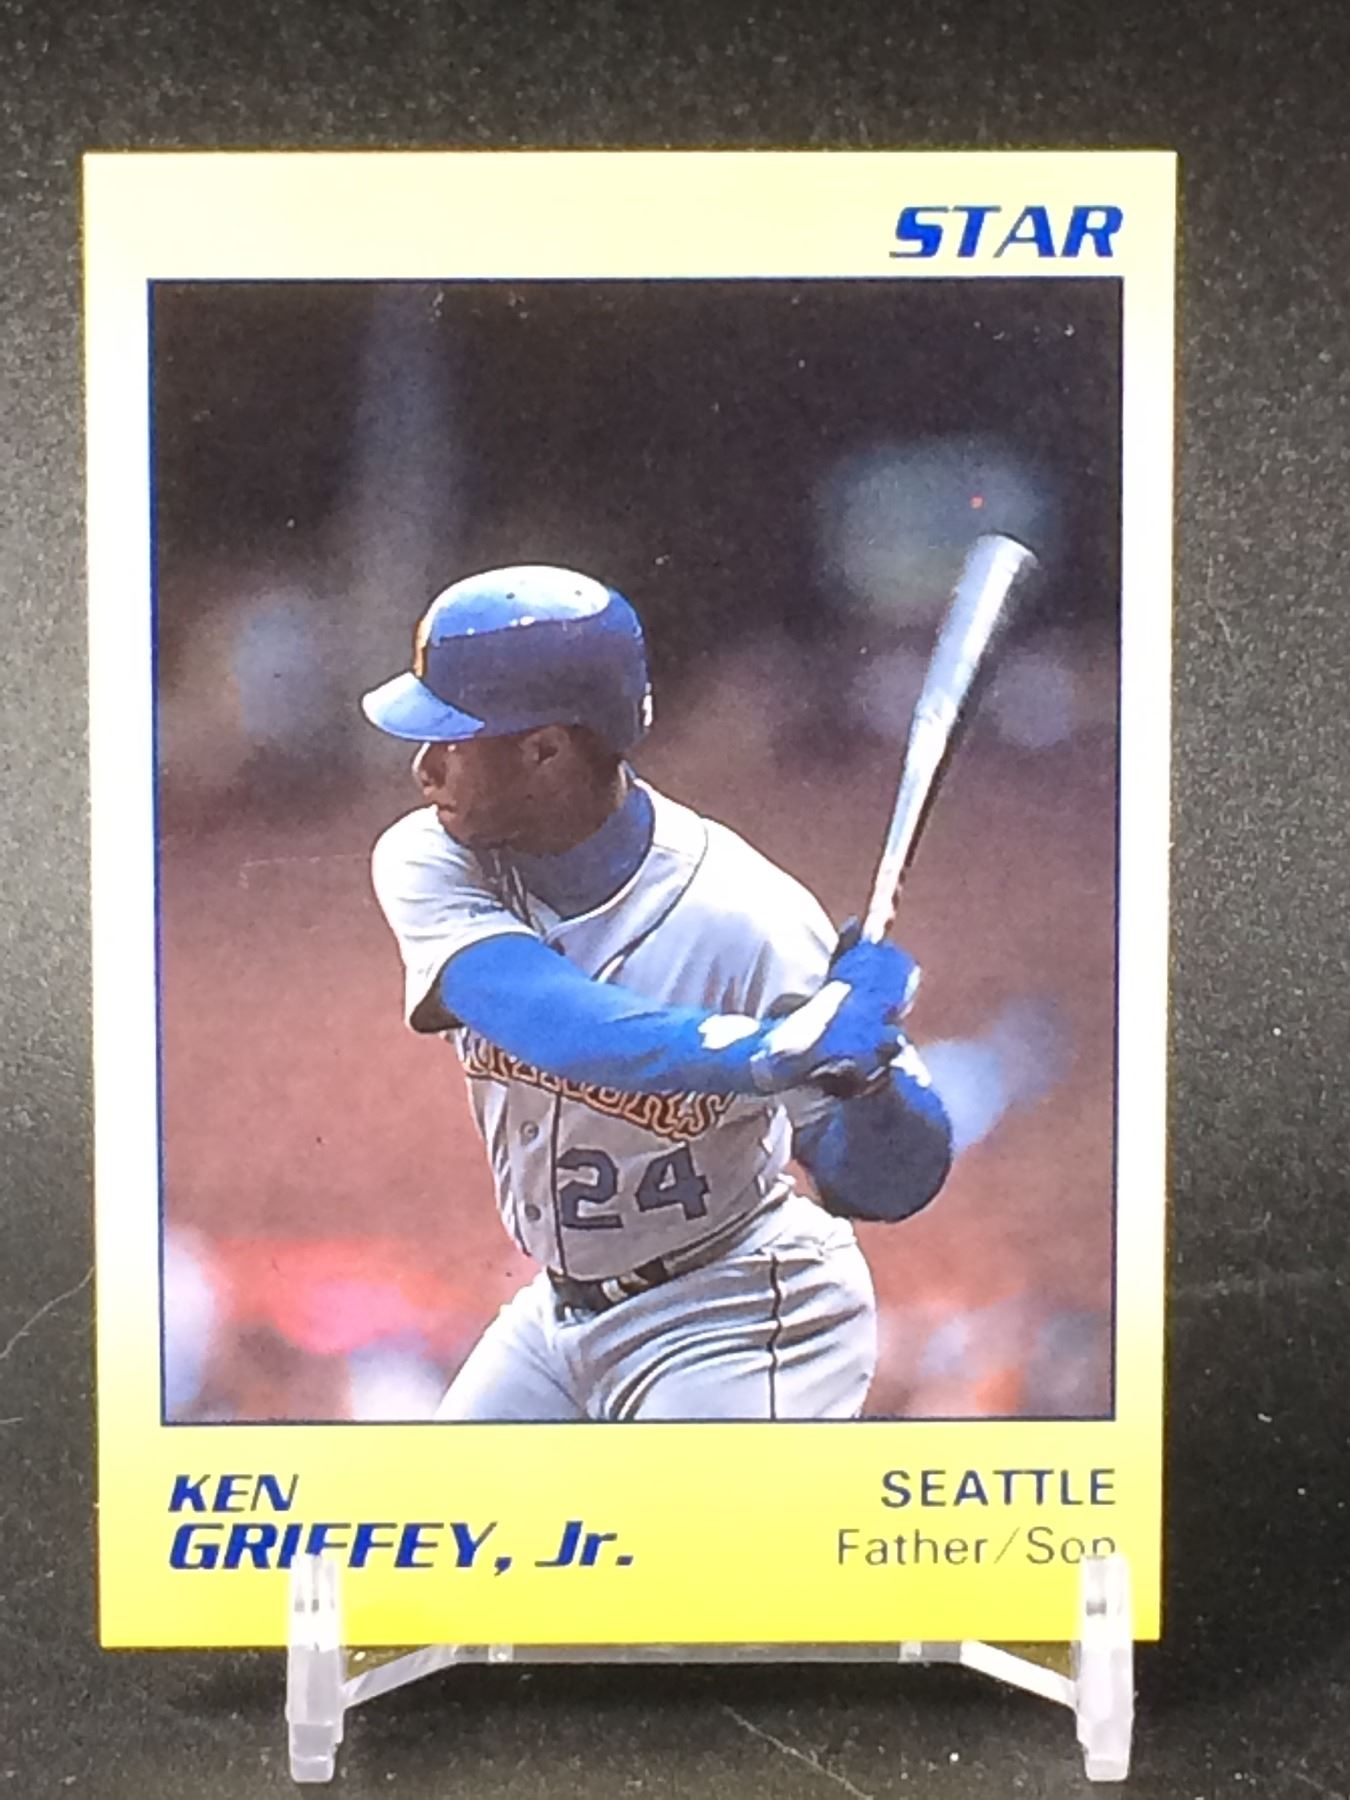 STAR
24
KEN
GRIFFEY, Jr.
SEATTLE
Father/Son